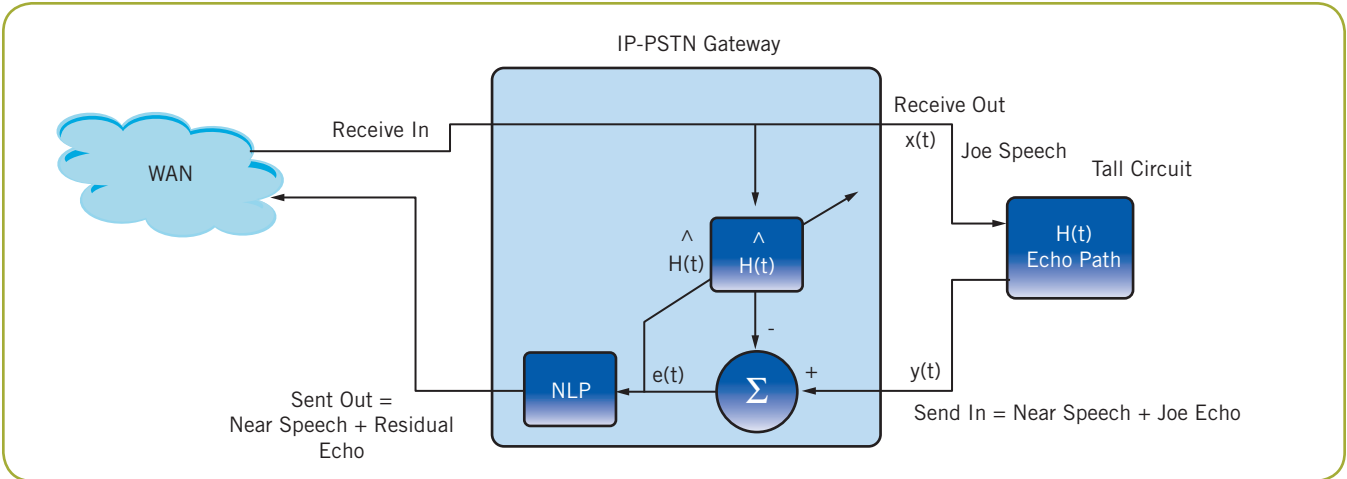 IP-PSTN Gateway
WAN
Receive In
Receive Out
x(t)
Joe Speech
Tall Circuit
H(t)
Echo Path
^
H(t)
^
H(t)
-
+
Σ
e(t)
NLP
y(t)
Send In = Near Speech + Joe Echo
Sent Out =
Near Speech + Residual
Echo